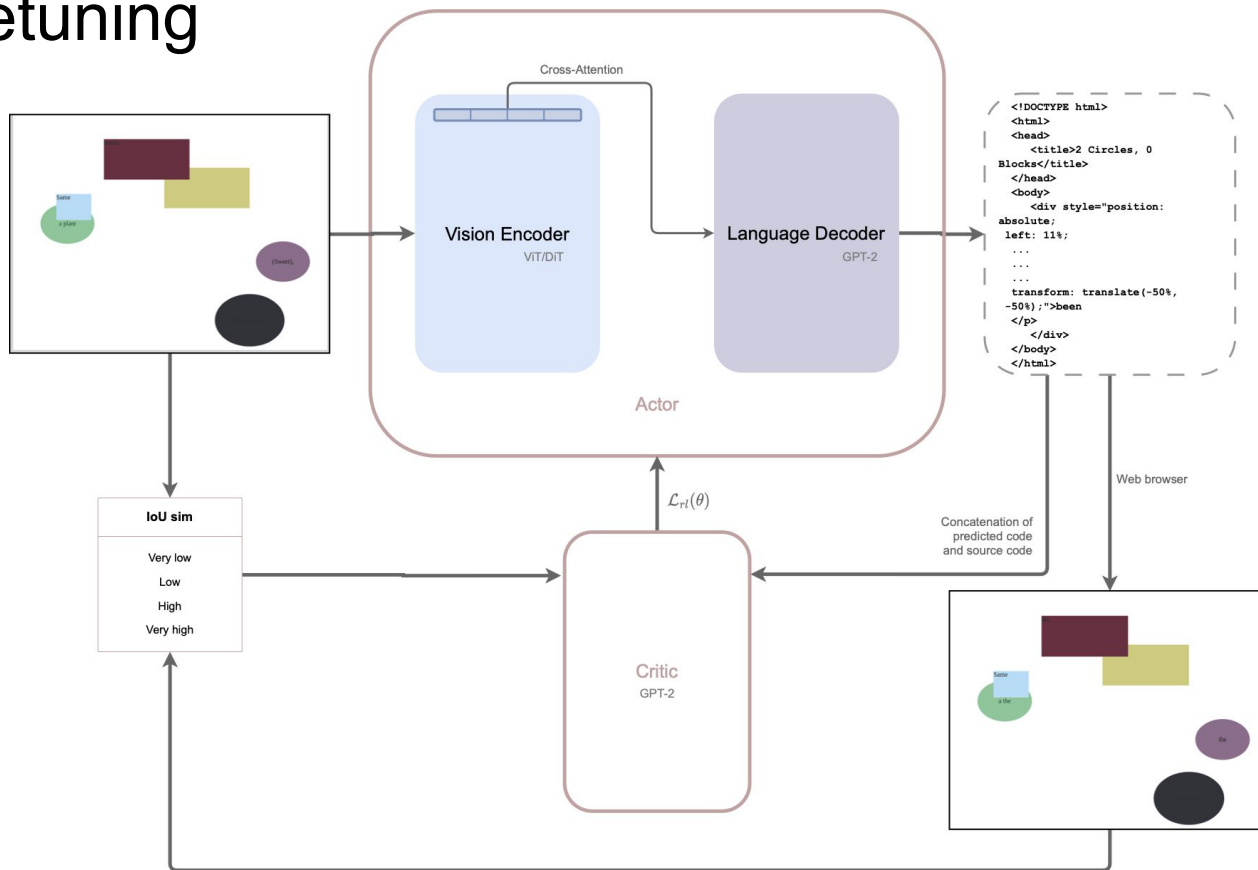 etuning
Cross-Attention
Vision Encoder
ViT/DiT
Language Decoder
GPT-2
Actor
<!DOCTYPE html>
<html>
<head>
<title>2 Circles, 0
Blocks</title>
</head>
<body>
<div style="position:
absolute;
left: 11%;
...
...
...
transform: translate(-50%,
-50%);">been
</p>
</div>
</body>
</html>
Same
a plant
(Sweet),
IoU sim
Very low
Low
High
Very high
ℒrl(θ)
Web browser
Concatenation of
predicted code
and source code
Critic
GPT-2
Same
a the
the